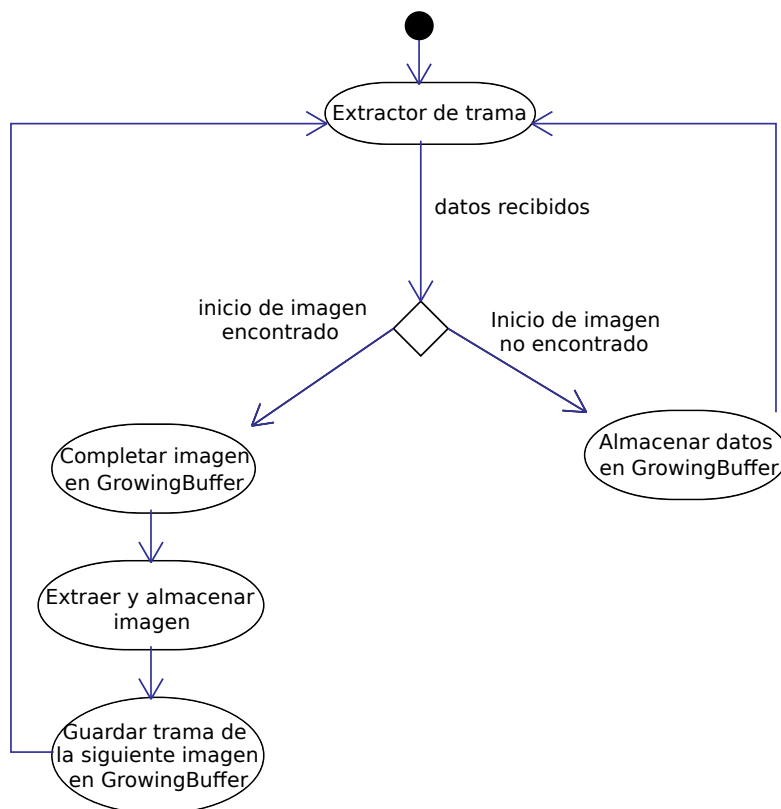 Extractor de trama
datos recibidos
inicio de imagen
encontrado
Inicio de imagen
no encontrado
Completar imagen
en GrowingBuffer
Almacenar datos
en GrowingBuffer
Extraer y almacenar
imagen
Guardar trama de
la siguiente imagen
en GrowingBuffer